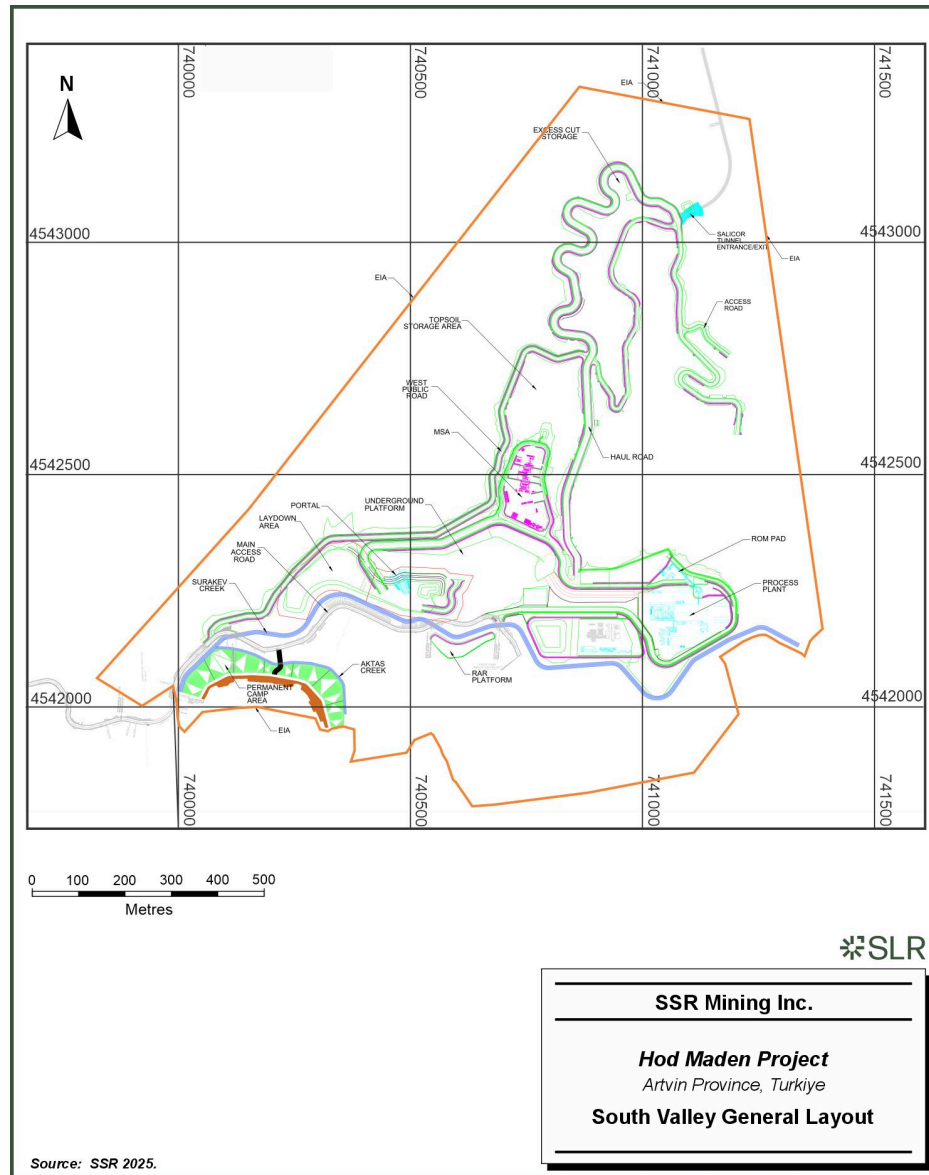 740000
740500
741000
741500
N
EIA
EXCESS CUT
STORAGE
4543000
SALICOR
TUNNEL
ENTRANCE/EXIT
EIA
EIA
ACCESS
ROAD
TOPSOIL
STORAGE AREA
WEST
PUBLIC
ROAD
MSA
HAUL ROAD
4542500
UNDERGROUND
PLATFORM
PORTAL
LAYDOWN
AREA
MAIN
ACCESS
ROAD
ROM PAD
SURAKEV
CREEK
PROCESS
PLANT
AKTAS
CREEK
RAR
PLATFORM
PERMANENT
CAMP
AREA
4542000
4542000
EIA
740000
740500
741000
741500
0 100 200 300 400 500
Metres
SLR
SSR Mining Inc.
Hod Maden Project
Artvin Province, Turkiye
South Valley General Layout
Source: SSR 2025.
4543000
4542500